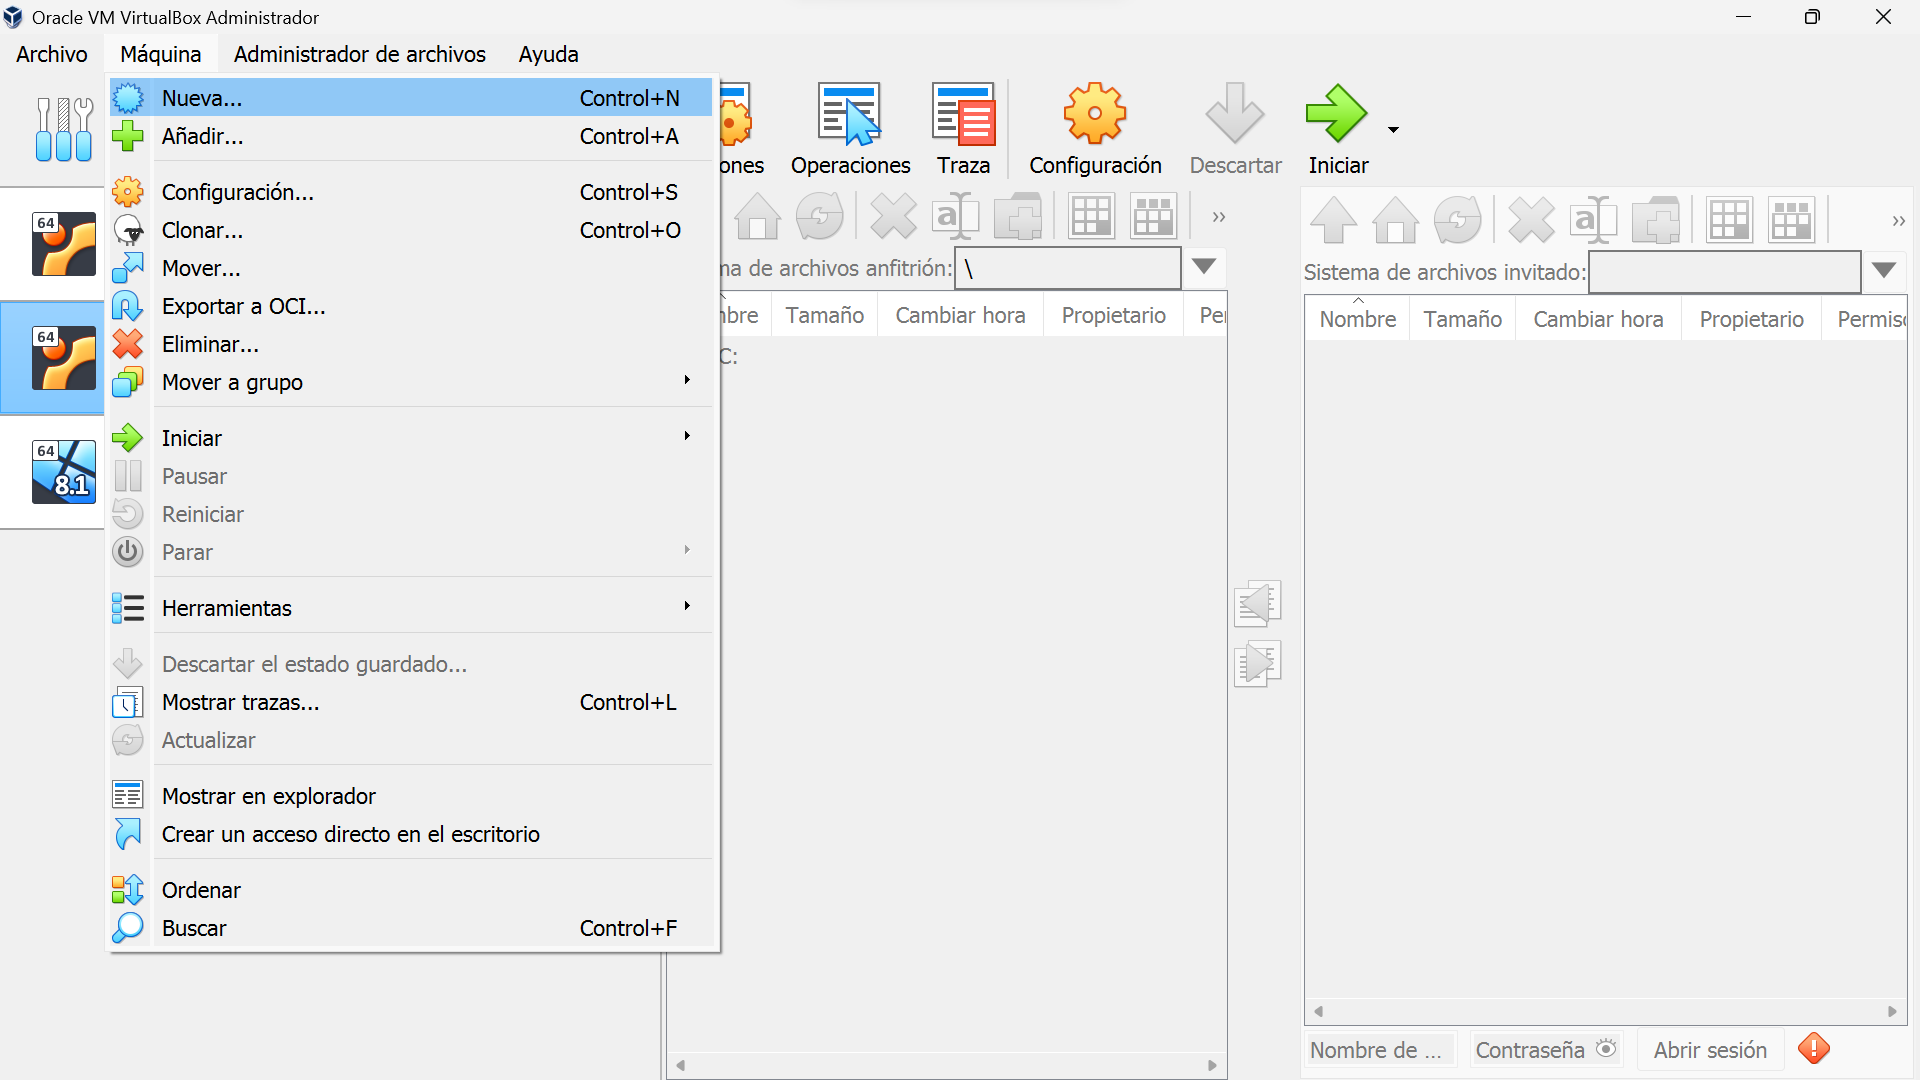 Oracle VM VirtualBox Administrador
Archivo Máquina Administrador de archivos Ayuda
Nueva... Control+N
Añadir... Control+A
Configuración... Control+S
Clonar... Control+O
Mover...
Exportar a OCI...
Eliminar...
Mover a grupo
Iniciar
Pausar
Reiniciar
Parar
Herramientas
Descartar el estado guardado...
Mostrar trazas... Control+L
Actualizar
Mostrar en explorador
Crear un acceso directo en el escritorio
Ordenar
Buscar Control+F
64
64
64
8.1
ones Operaciones Traza Configuración Descartar Iniciar
ma de archivos anfitrión: \
nbre Tamaño Cambiar hora Propietario Per
C:
Sistema de archivos invitado:
Nombre Tamaño Cambiar hora Propietario Permiso
Nombre de ... Contraseña Abrir sesión